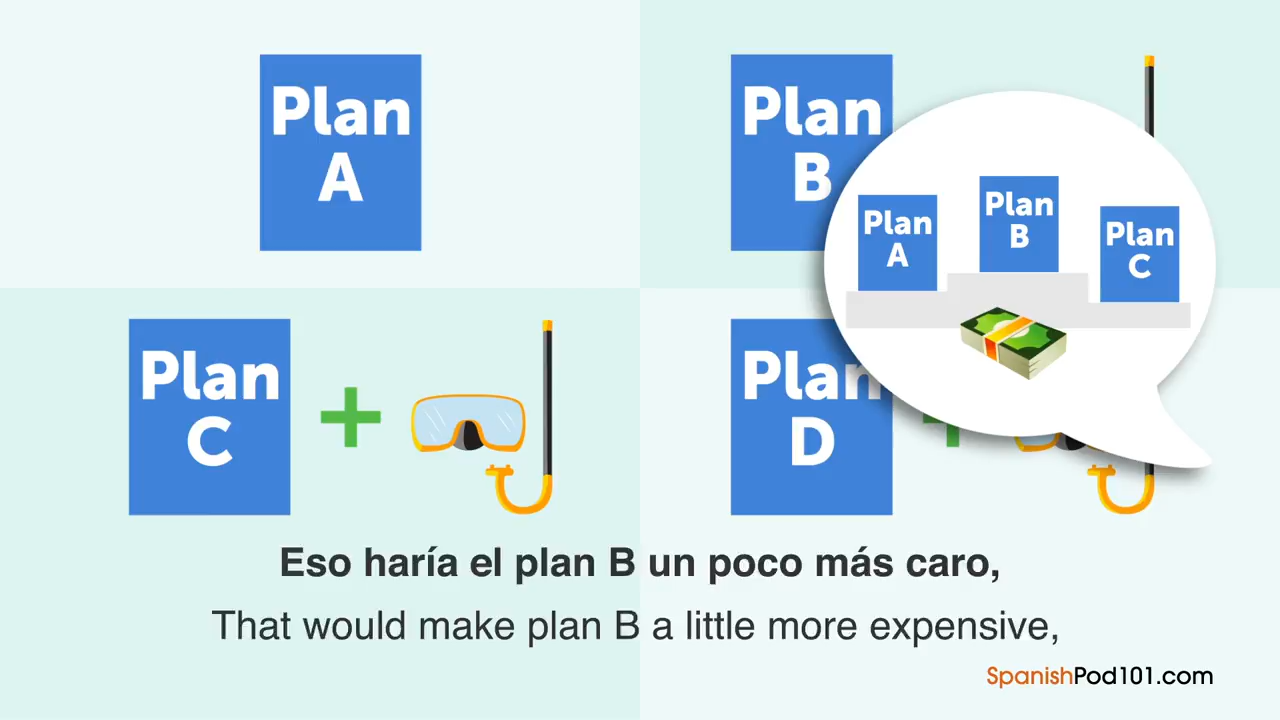 Plan
A
Plan
B
Plan
A
Plan
B
Plan
C
Plan
C
Plan
D
Eso haría el plan B un poco más caro,
That would make plan B a little more expensive,
SpanishPod101.com